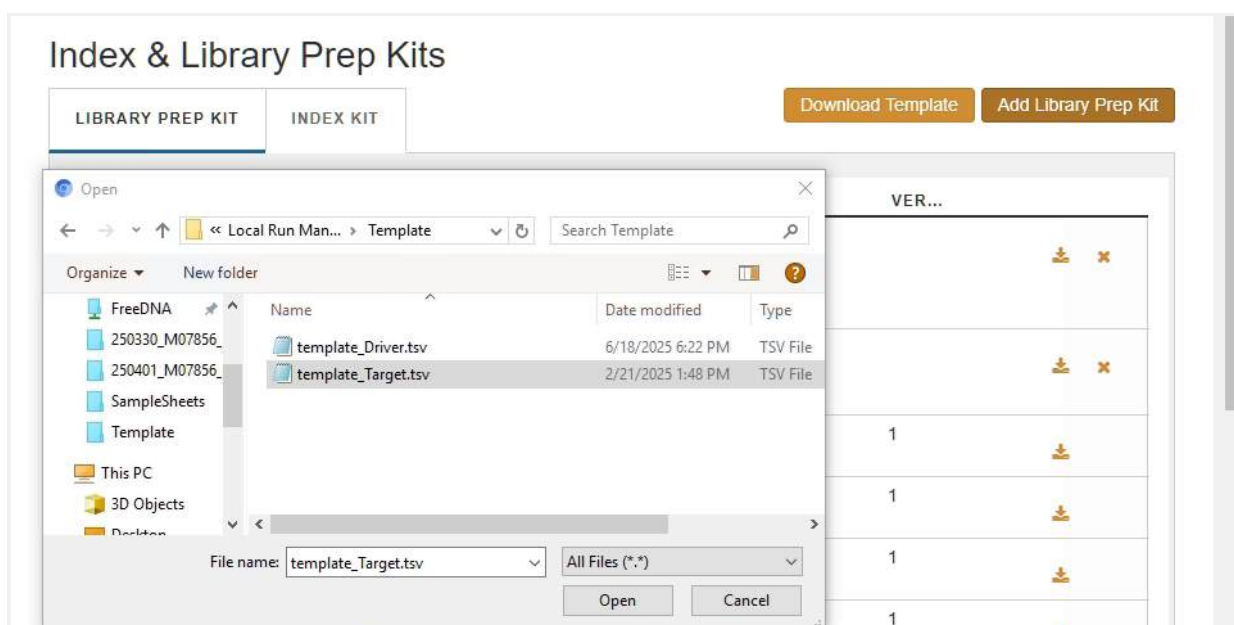 Index & Library Prep Kits
LIBRARY PREP KIT INDEX KIT Download Template Add Library Prep Kit
Open
VER...
« Local Run Man... > Template Search Template
Organize New folder
Name Date modified Type
FreeDNA
250330_M07856_
250401_M07856_
SampleSheets
Template
This PC
3D Objects
Desktop
template_Driver.tsv 6/18/2025 6:22 PM TSV File
template_Target.tsv 2/21/2025 1:48 PM TSV File
1
1
1
1
File name: template_Target.tsv All Files (*.*)
Open Cancel